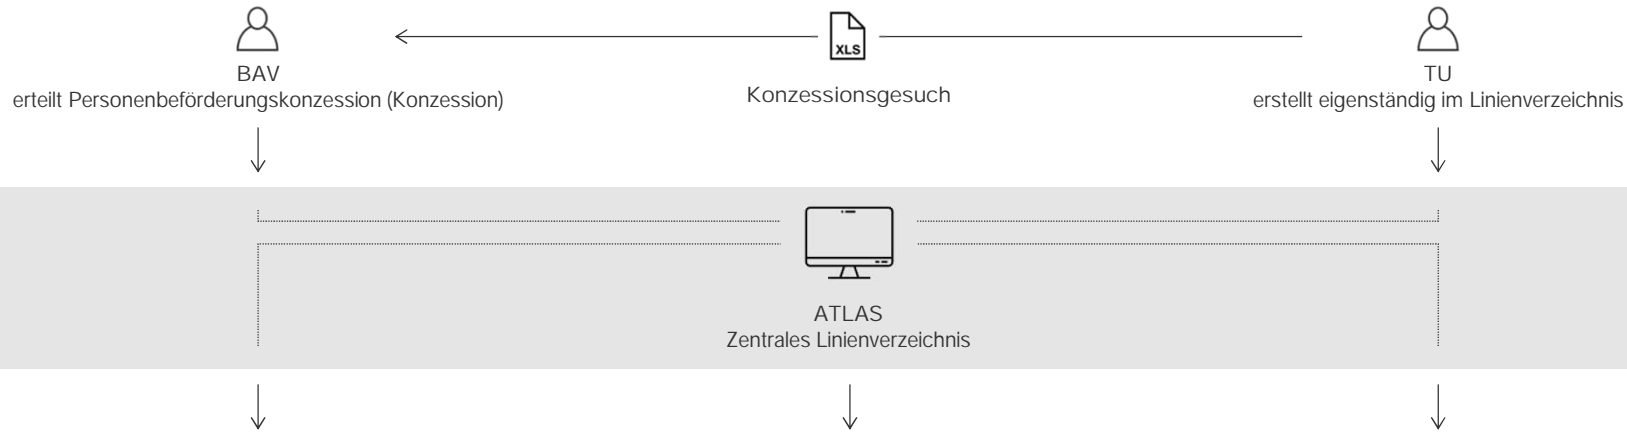 XLS
BAV
erteilt Personenbeförderungskonzession (Konzession)
Konzessionsgesuch
TU
erstellt eigenständig im Linienverzeichnis
ATLAS
Zentrales Linienverzeichnis